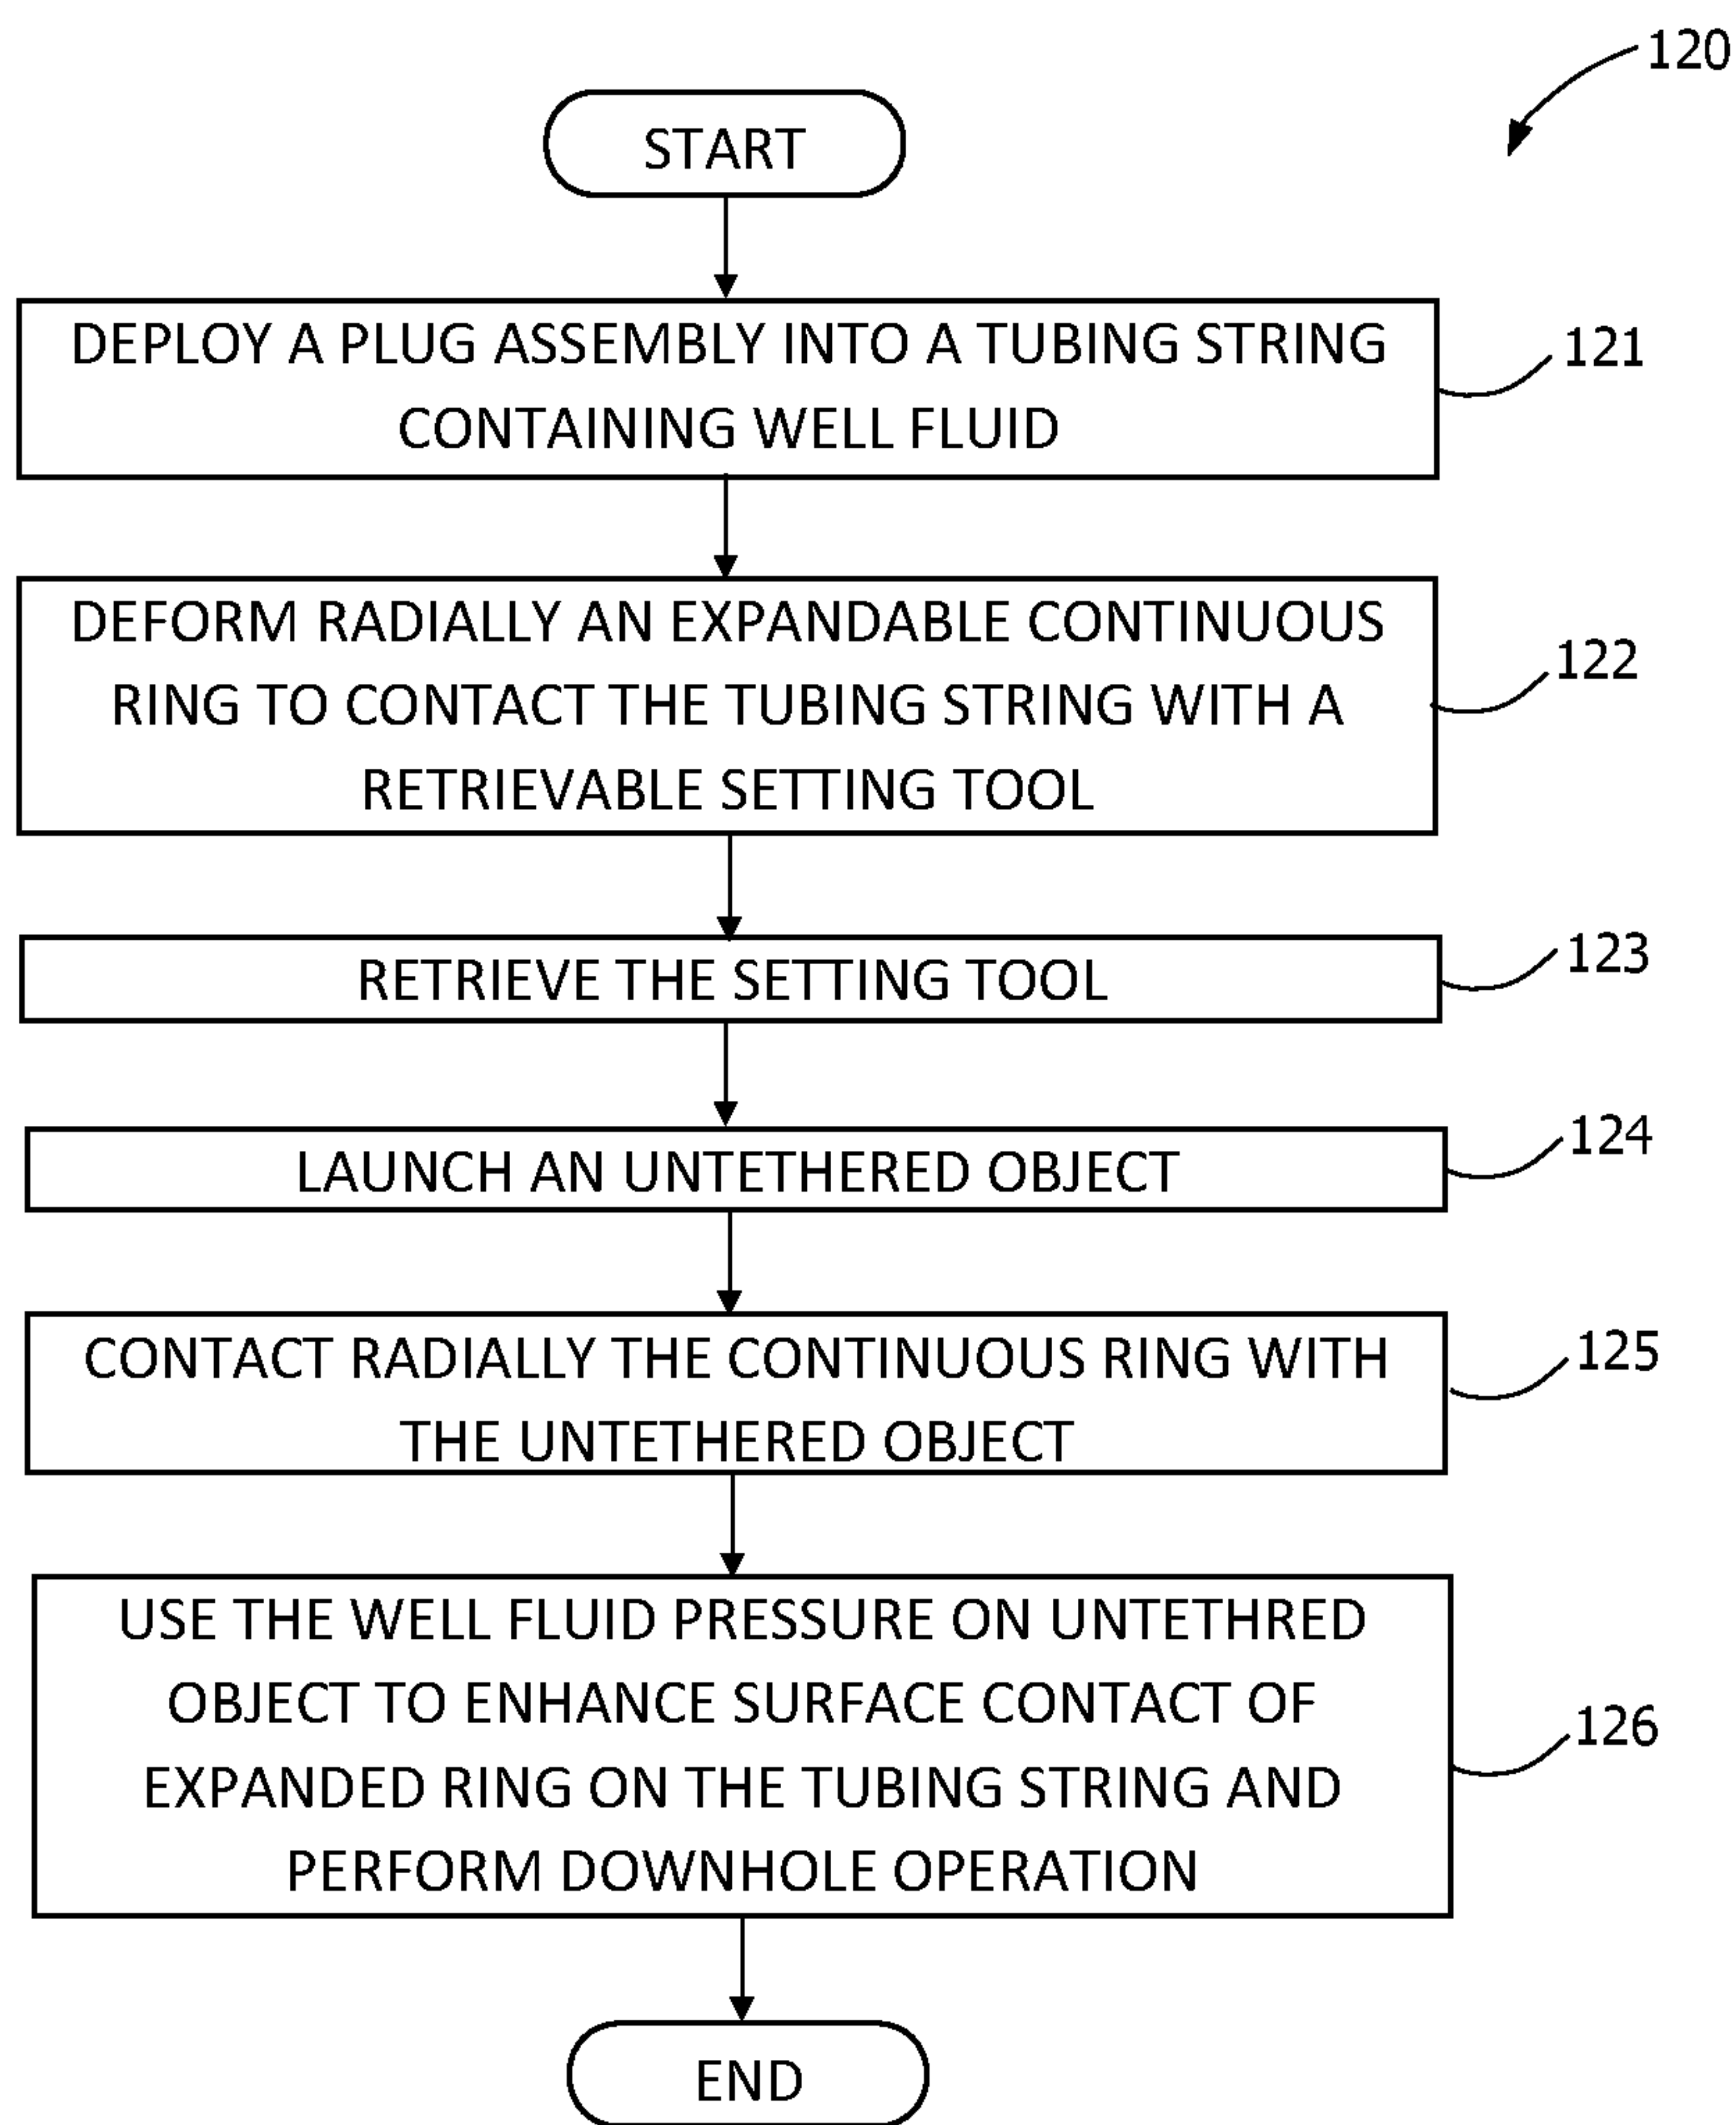 120
START
DEPLOY A PLUG ASSEMBLY INTO A TUBING STRING
CONTAINING WELL FLUID
121
DEFORM RADIALLY AN EXPANDABLE CONTINUOUS
RING TO CONTACT THE TUBING STRING WITH A
RETRIEVABLE SETTING TOOL
122
RETRIEVE THE SETTING TOOL
123
LAUNCH AN UNTETHERED OBJECT
124
CONTACT RADIALLY THE CONTINUOUS RING WITH
THE UNTETHERED OBJECT
125
USE THE WELL FLUID PRESSURE ON UNTETHRED
OBJECT TO ENHANCE SURFACE CONTACT OF
EXPANDED RING ON THE TUBING STRING AND
PERFORM DOWNHOLE OPERATION
126
END